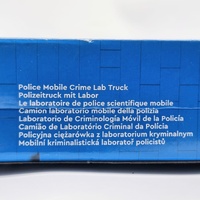 Police Mobile Crime Lab Truck
Polizeitruck mit Labor
Le laboratoire de police scientifique mobile
Camion laboratorio mobile della polizia
Laboratorio de Criminología Móvil de la Policía
Camião de Laboratório Criminal da Polícia
Policyjna ciężarówka z laboratorium kryminalnym
Mobilní kriminalistická laboratoř policistů